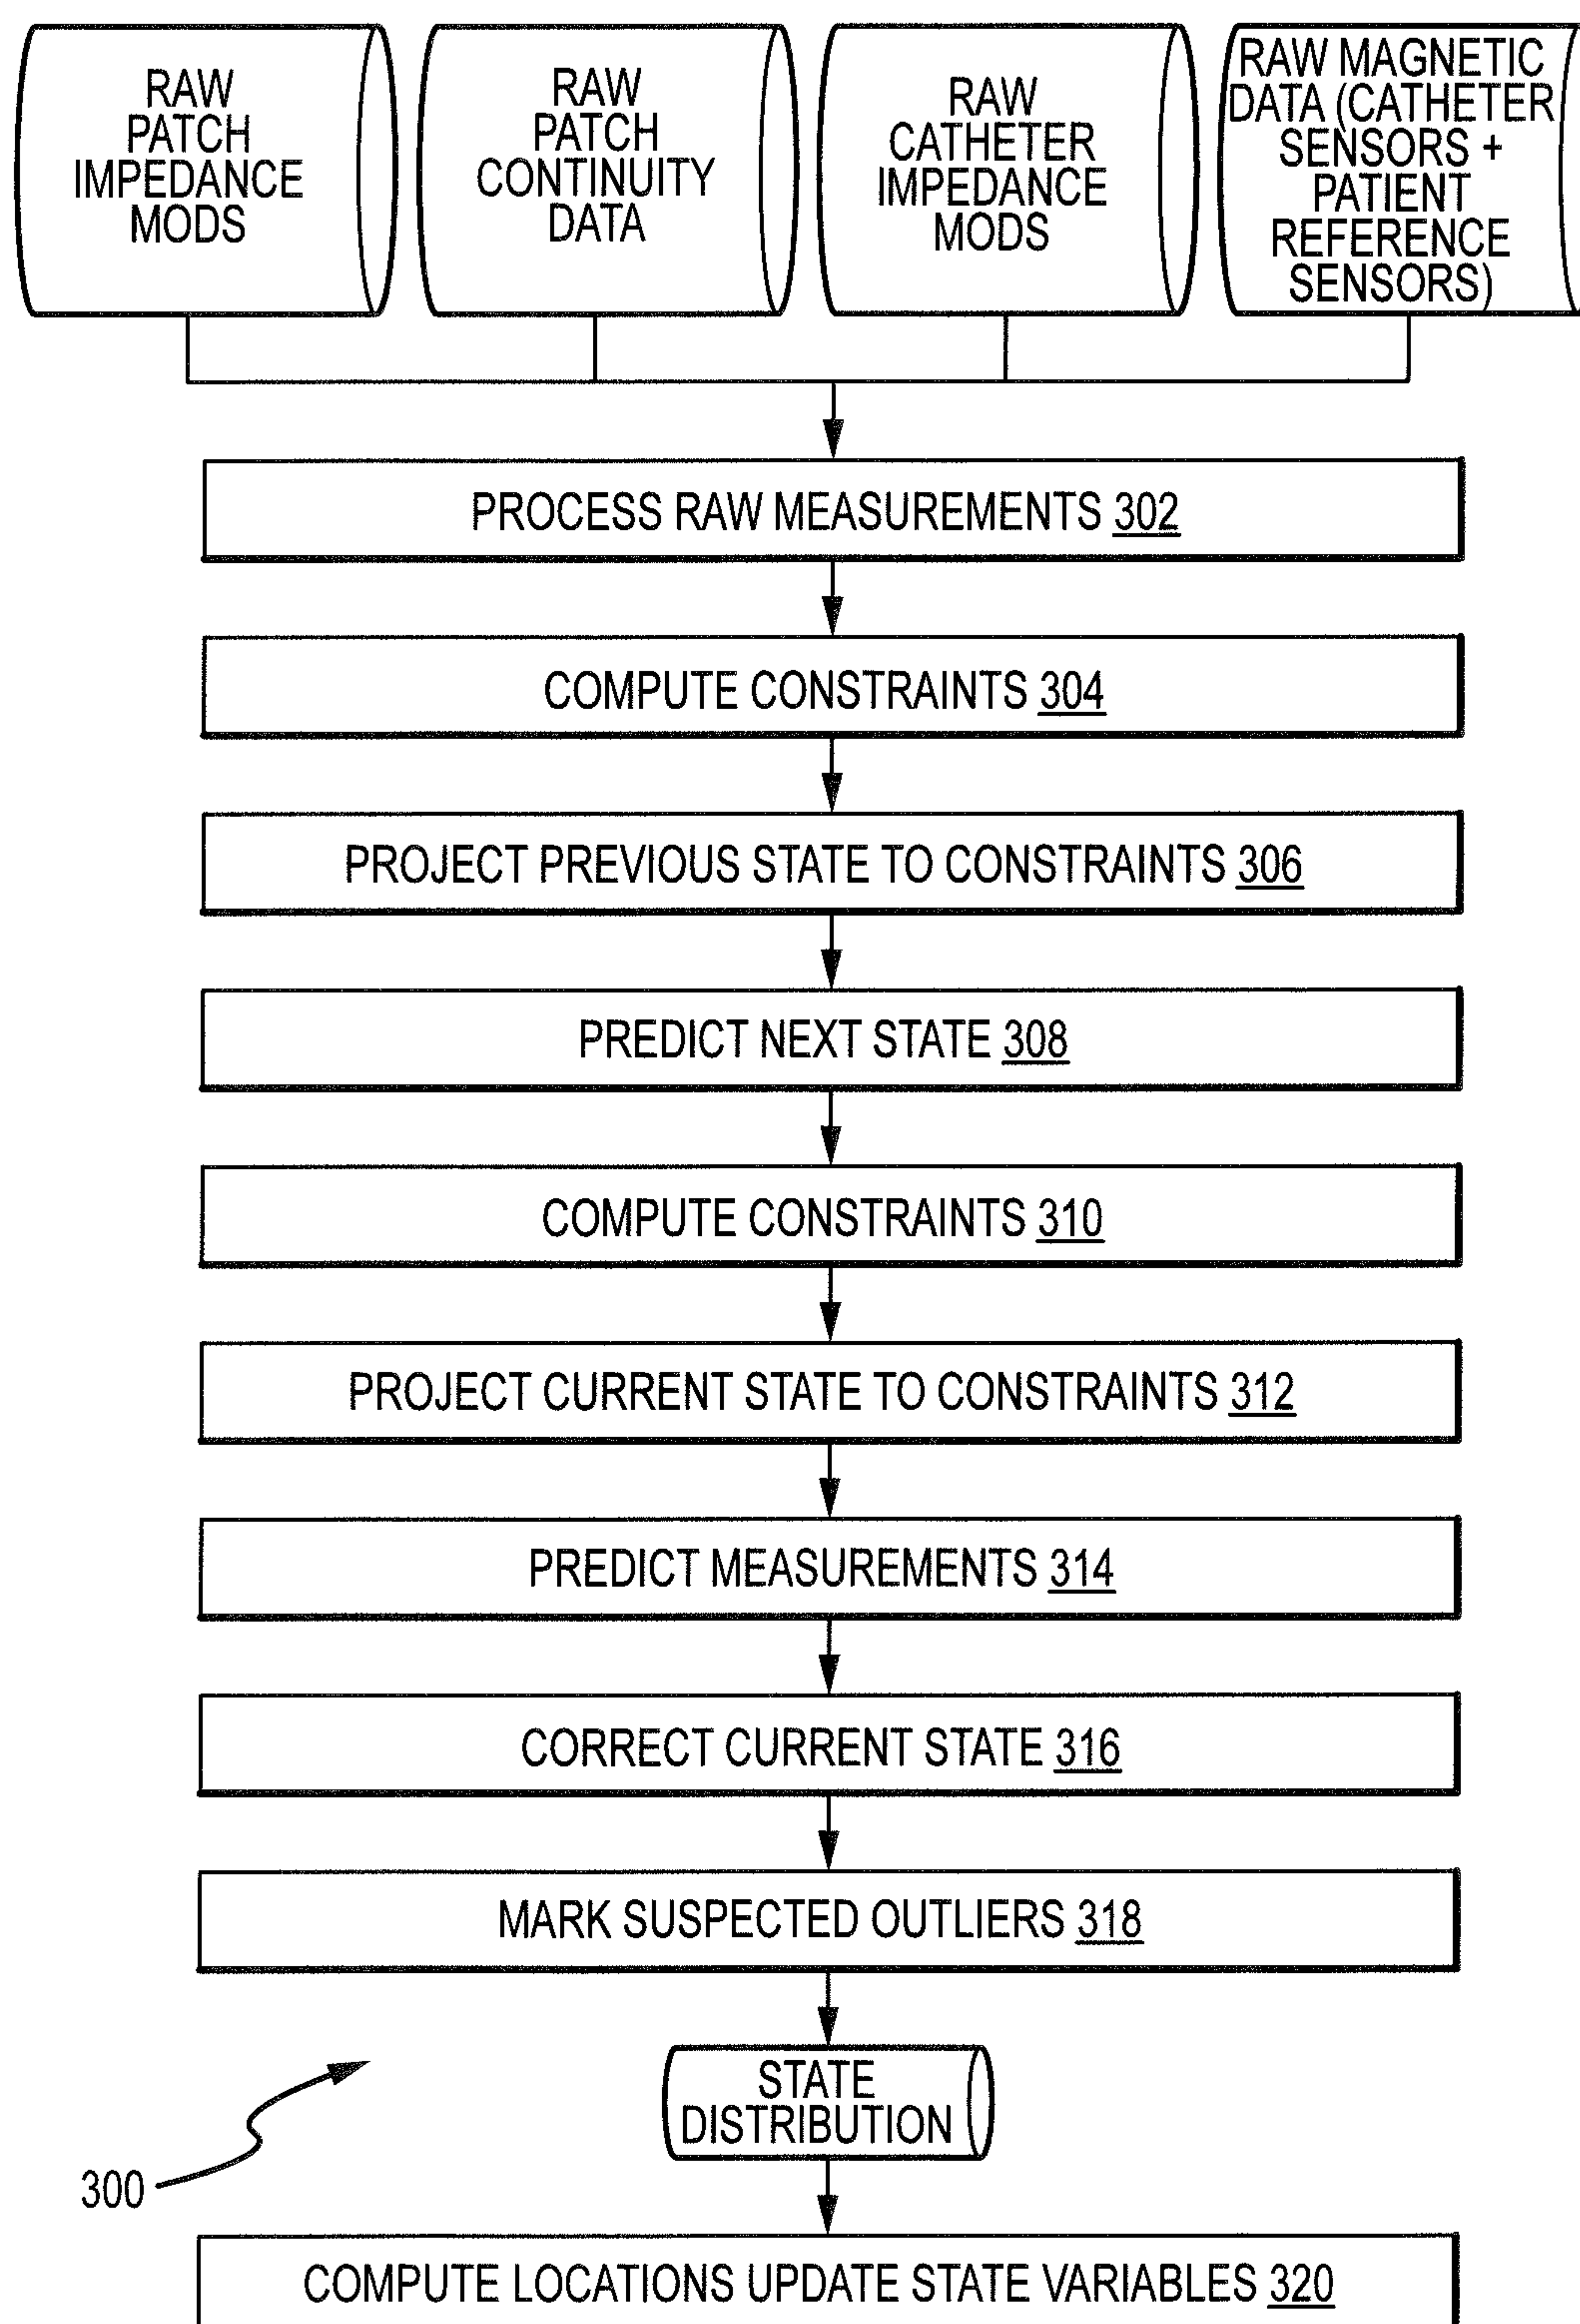 RAW
PATCH
IMPEDANCE
MODS
RAW
PATCH
CONTINUITY
DATA
RAW
CATHETER
IMPEDANCE
MODS
RAW MAGNETIC
DATA (CATHETER
SENSORS +
PATIENT
REFERENCE
SENSORS)
PROCESS RAW MEASUREMENTS 302
COMPUTE CONSTRAINTS 304
PROJECT PREVIOUS STATE TO CONSTRAINTS 306
PREDICT NEXT STATE 308
COMPUTE CONSTRAINTS 310
PROJECT CURRENT STATE TO CONSTRAINTS 312
PREDICT MEASUREMENTS 314
CORRECT CURRENT STATE 316
MARK SUSPECTED OUTLIERS 318
STATE
DISTRIBUTION
300
COMPUTE LOCATIONS UPDATE STATE VARIABLES 320